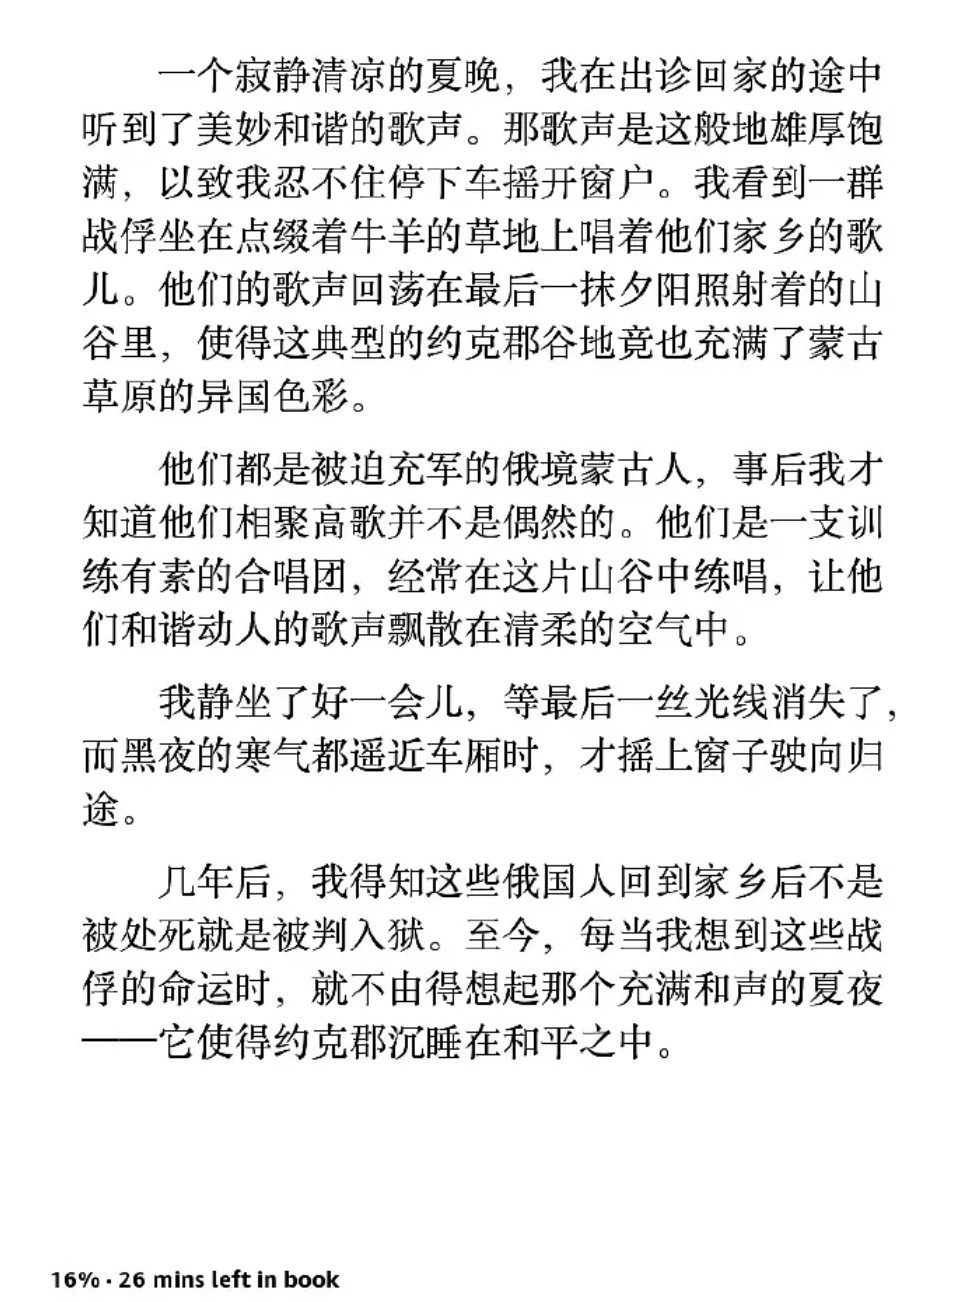 一个寂静清凉的夏晚，我在出诊回家的途中
听到了美妙和谐的歌声。那歌声是这般地雄厚饱
满，以致我忍不住停下车摇开窗户。我看到一群
战俘坐在点缀着牛羊的草地上唱着他们家乡的歌
儿。他们的歌声回荡在最后一抹夕阳照射着的山
谷里，使得这典型的约克郡谷地竟也充满了蒙古
草原的异国色彩。
他们都是被迫充军的俄境蒙古人，事后我才
知道他们相聚高歌并不是偶然的。他们是一支训
练有素的合唱团，经常在这片山谷中练唱，让他
们和谐动人的歌声飘散在清柔的空气中。
我静坐了好一会儿，等最后一丝光线消失了，
而黑夜的寒气都遥近车厢时，才摇上窗子驶向归
途。
几年后，我得知这些俄国人回到家乡后不是
被处死就是被判入狱。至今，每当我想到这些战
俘的命运时，就不由得想起那个充满和声的夏夜
——它使得约克郡沉睡在和平之中。
16% · 26 mins left in book